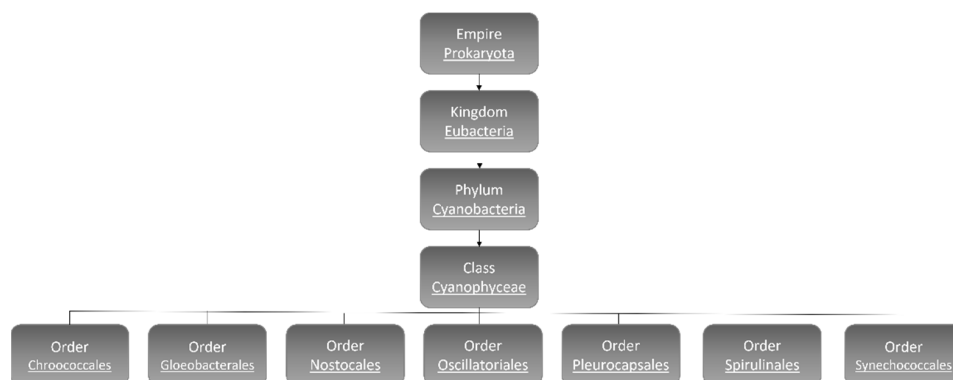 Empire
Prokaryota
Kingdom
Eubacteria
Phylum
Cyanobacteria
Class
Cyanophyceae
Order
Chroococcales
Order
Gloeobacterales
Order
Nostocales
Order
Oscillatoriales
Order
Pleurocapsales
Order
Spirulinales
Order
Synechococcales